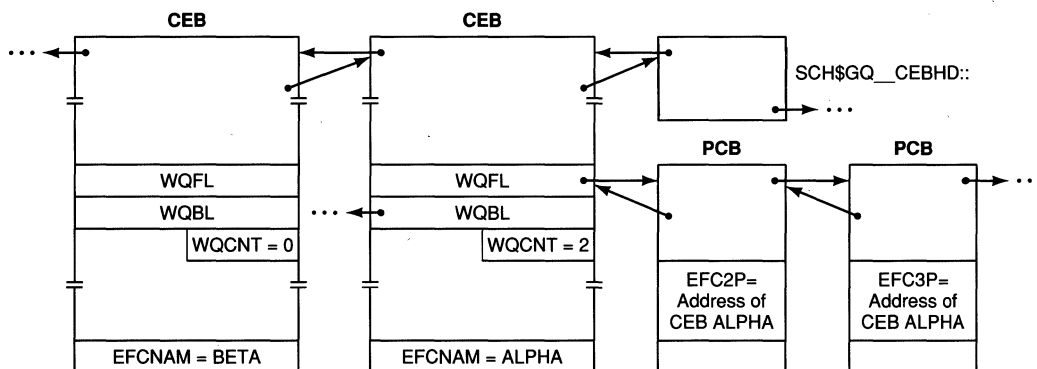 CEB
CEB
SCH$GQ__CEBHD::
PCB
PCB
WQFL
WQFL
WQBL
WQBL
WQCNT = 0
WQCNT = 2
EFC2P=
Address of
CEB ALPHA
EFC3P=
Address of
CEB ALPHA
EFCNAM = BETA
EFCNAM = ALPHA